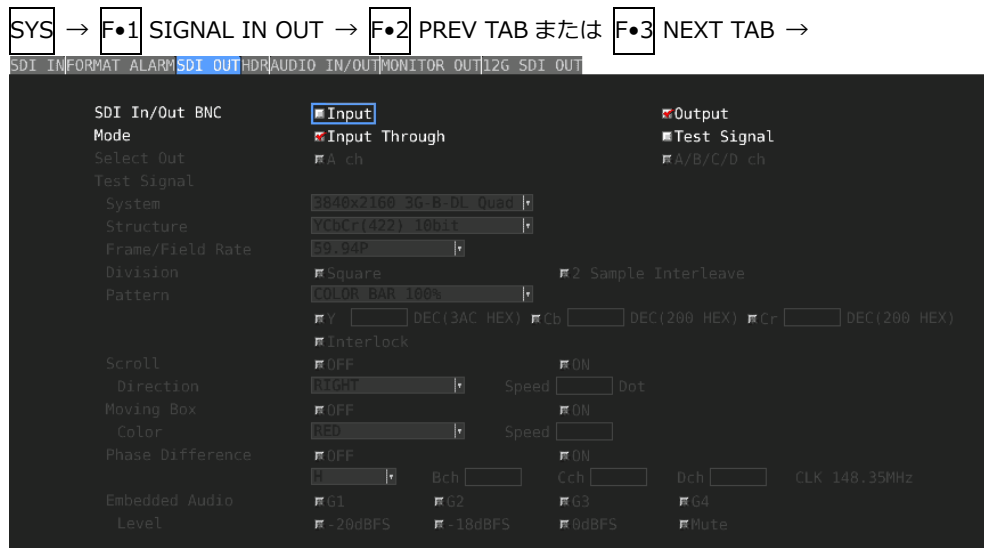 SYS → F•1 SIGNAL IN OUT → F•2 PREV TAB または F•3 NEXT TAB →
SDI IN FORMAT ALARM SDI OUT HDR AUDIO IN/OUT MONITOR OUT 12G SDI OUT
SDI In/Out BNC Input Output
Mode Input Through Test Signal
Select Out A ch A/B/C/D ch
Test Signal
System 3840x2160 3G-B-DL Quad
Structure YCbCr(422) 10bit
Frame/Field Rate 59.94P
Division Square 2 Sample Interleave
Pattern COLOR BAR 100%
Y DEC(3AC HEX) Cb DEC(200 HEX) Cr DEC(200 HEX)
Interlock
Scroll OFF ON
Direction RIGHT Speed Dot
Moving Box OFF ON
Color RED Speed
Phase Difference OFF ON
H Bch Cch Dch CLK 148.35MHz
Embedded Audio G1 G2 G3 G4
Level -20dBFS -18dBFS 0dBFS Mute